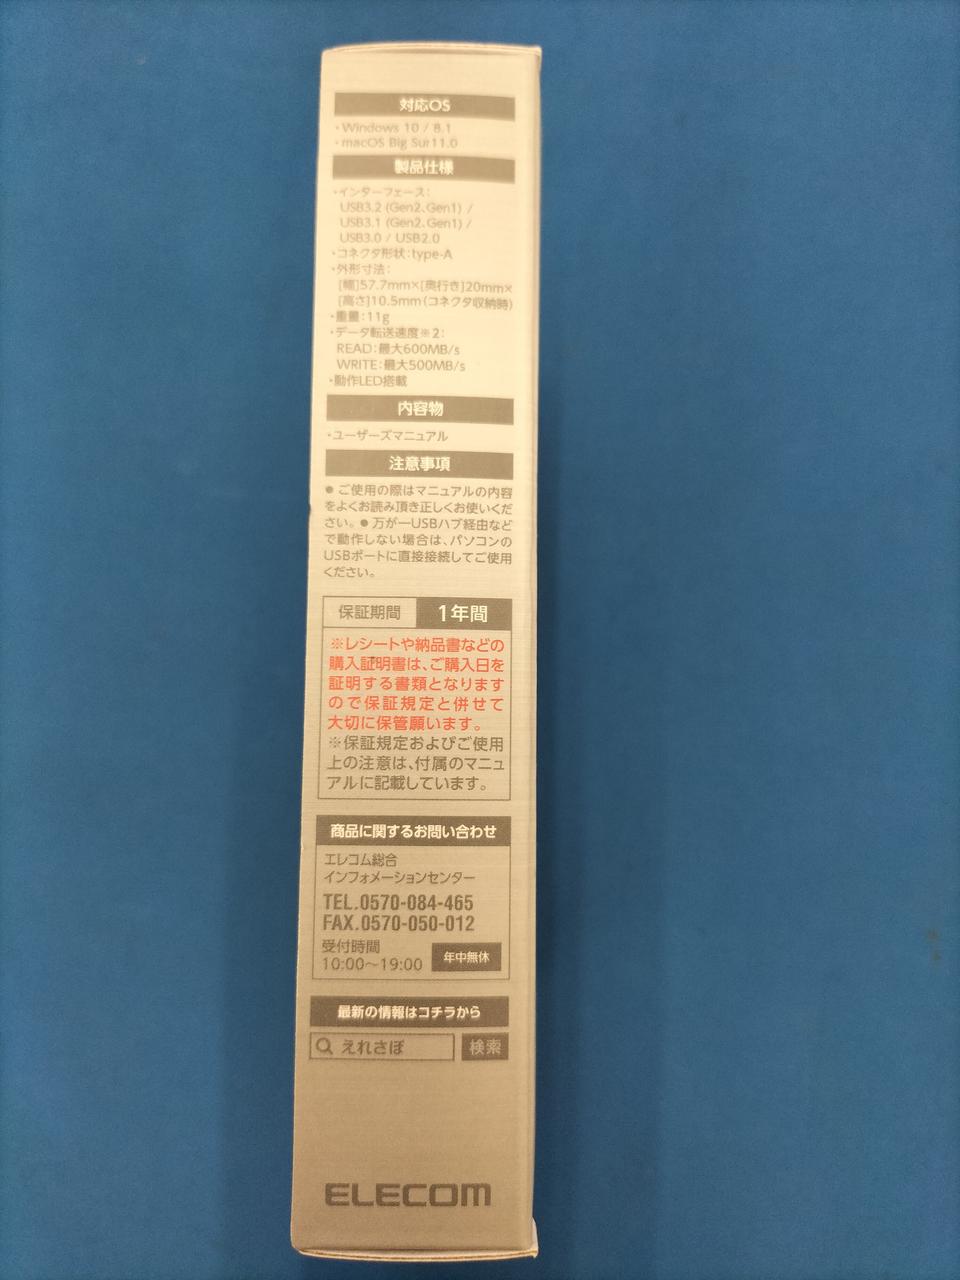 対応OS
・Windows 10 / 8.1
・macOS Big Sur11.0
製品仕様
・インターフェース：
USB3.2 (Gen2、Gen1) /
USB3.1 (Gen2、Gen1) /
USB3.0 / USB2.0
・コネクタ形状：type-A
・外形寸法：
[幅]57.7mm×[奥行き]20mm×
[高さ]10.5mm（コネクタ収納時）
・重量：11g
・データ転送速度※2：
READ：最大600MB/s
WRITE：最大500MB/s
・動作LED搭載
内容物
・ユーザーズマニュアル
注意事項
● ご使用の際はマニュアルの内容
をよくお読み頂き正しくお使いくだ
さい。● 万が一USBハブ経由など
で動作しない場合は、パソコンの
USBポートに直接接続してご使用
ください。
保証期間 1年間
※レシートや納品書などの
購入証明書は、ご購入日を
証明する書類となります
ので保証規定と併せて
大切に保管願います。
※保証規定およびご使用
上の注意は、付属のマニュ
アルに記載しています。
商品に関するお問い合わせ
エレコム総合
インフォメーションセンター
TEL.0570-084-465
FAX.0570-050-012
受付時間
10:00～19:00 年中無休
最新の情報はコチラから
えれさぽ 検索
ELECOM